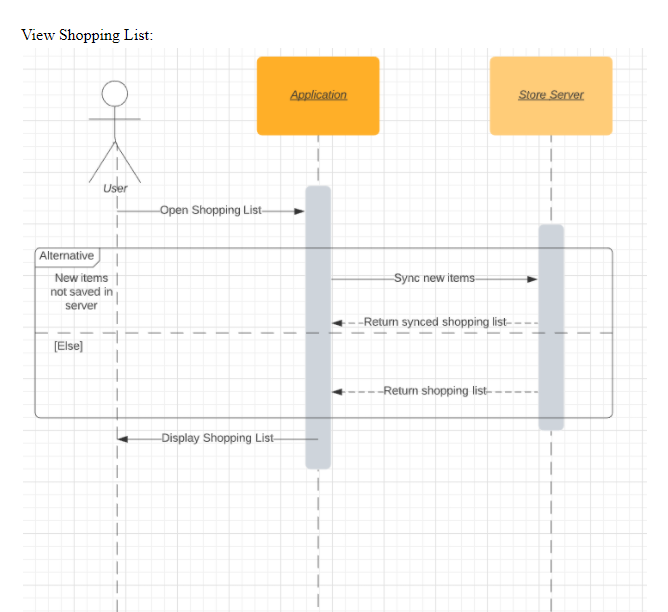 View Shopping List:
Application
Store Server
User
Open Shopping List
Alternative
New items
not saved in
server
Sync new items
Return synced shopping list
[Else]
Return shopping list
Display Shopping List